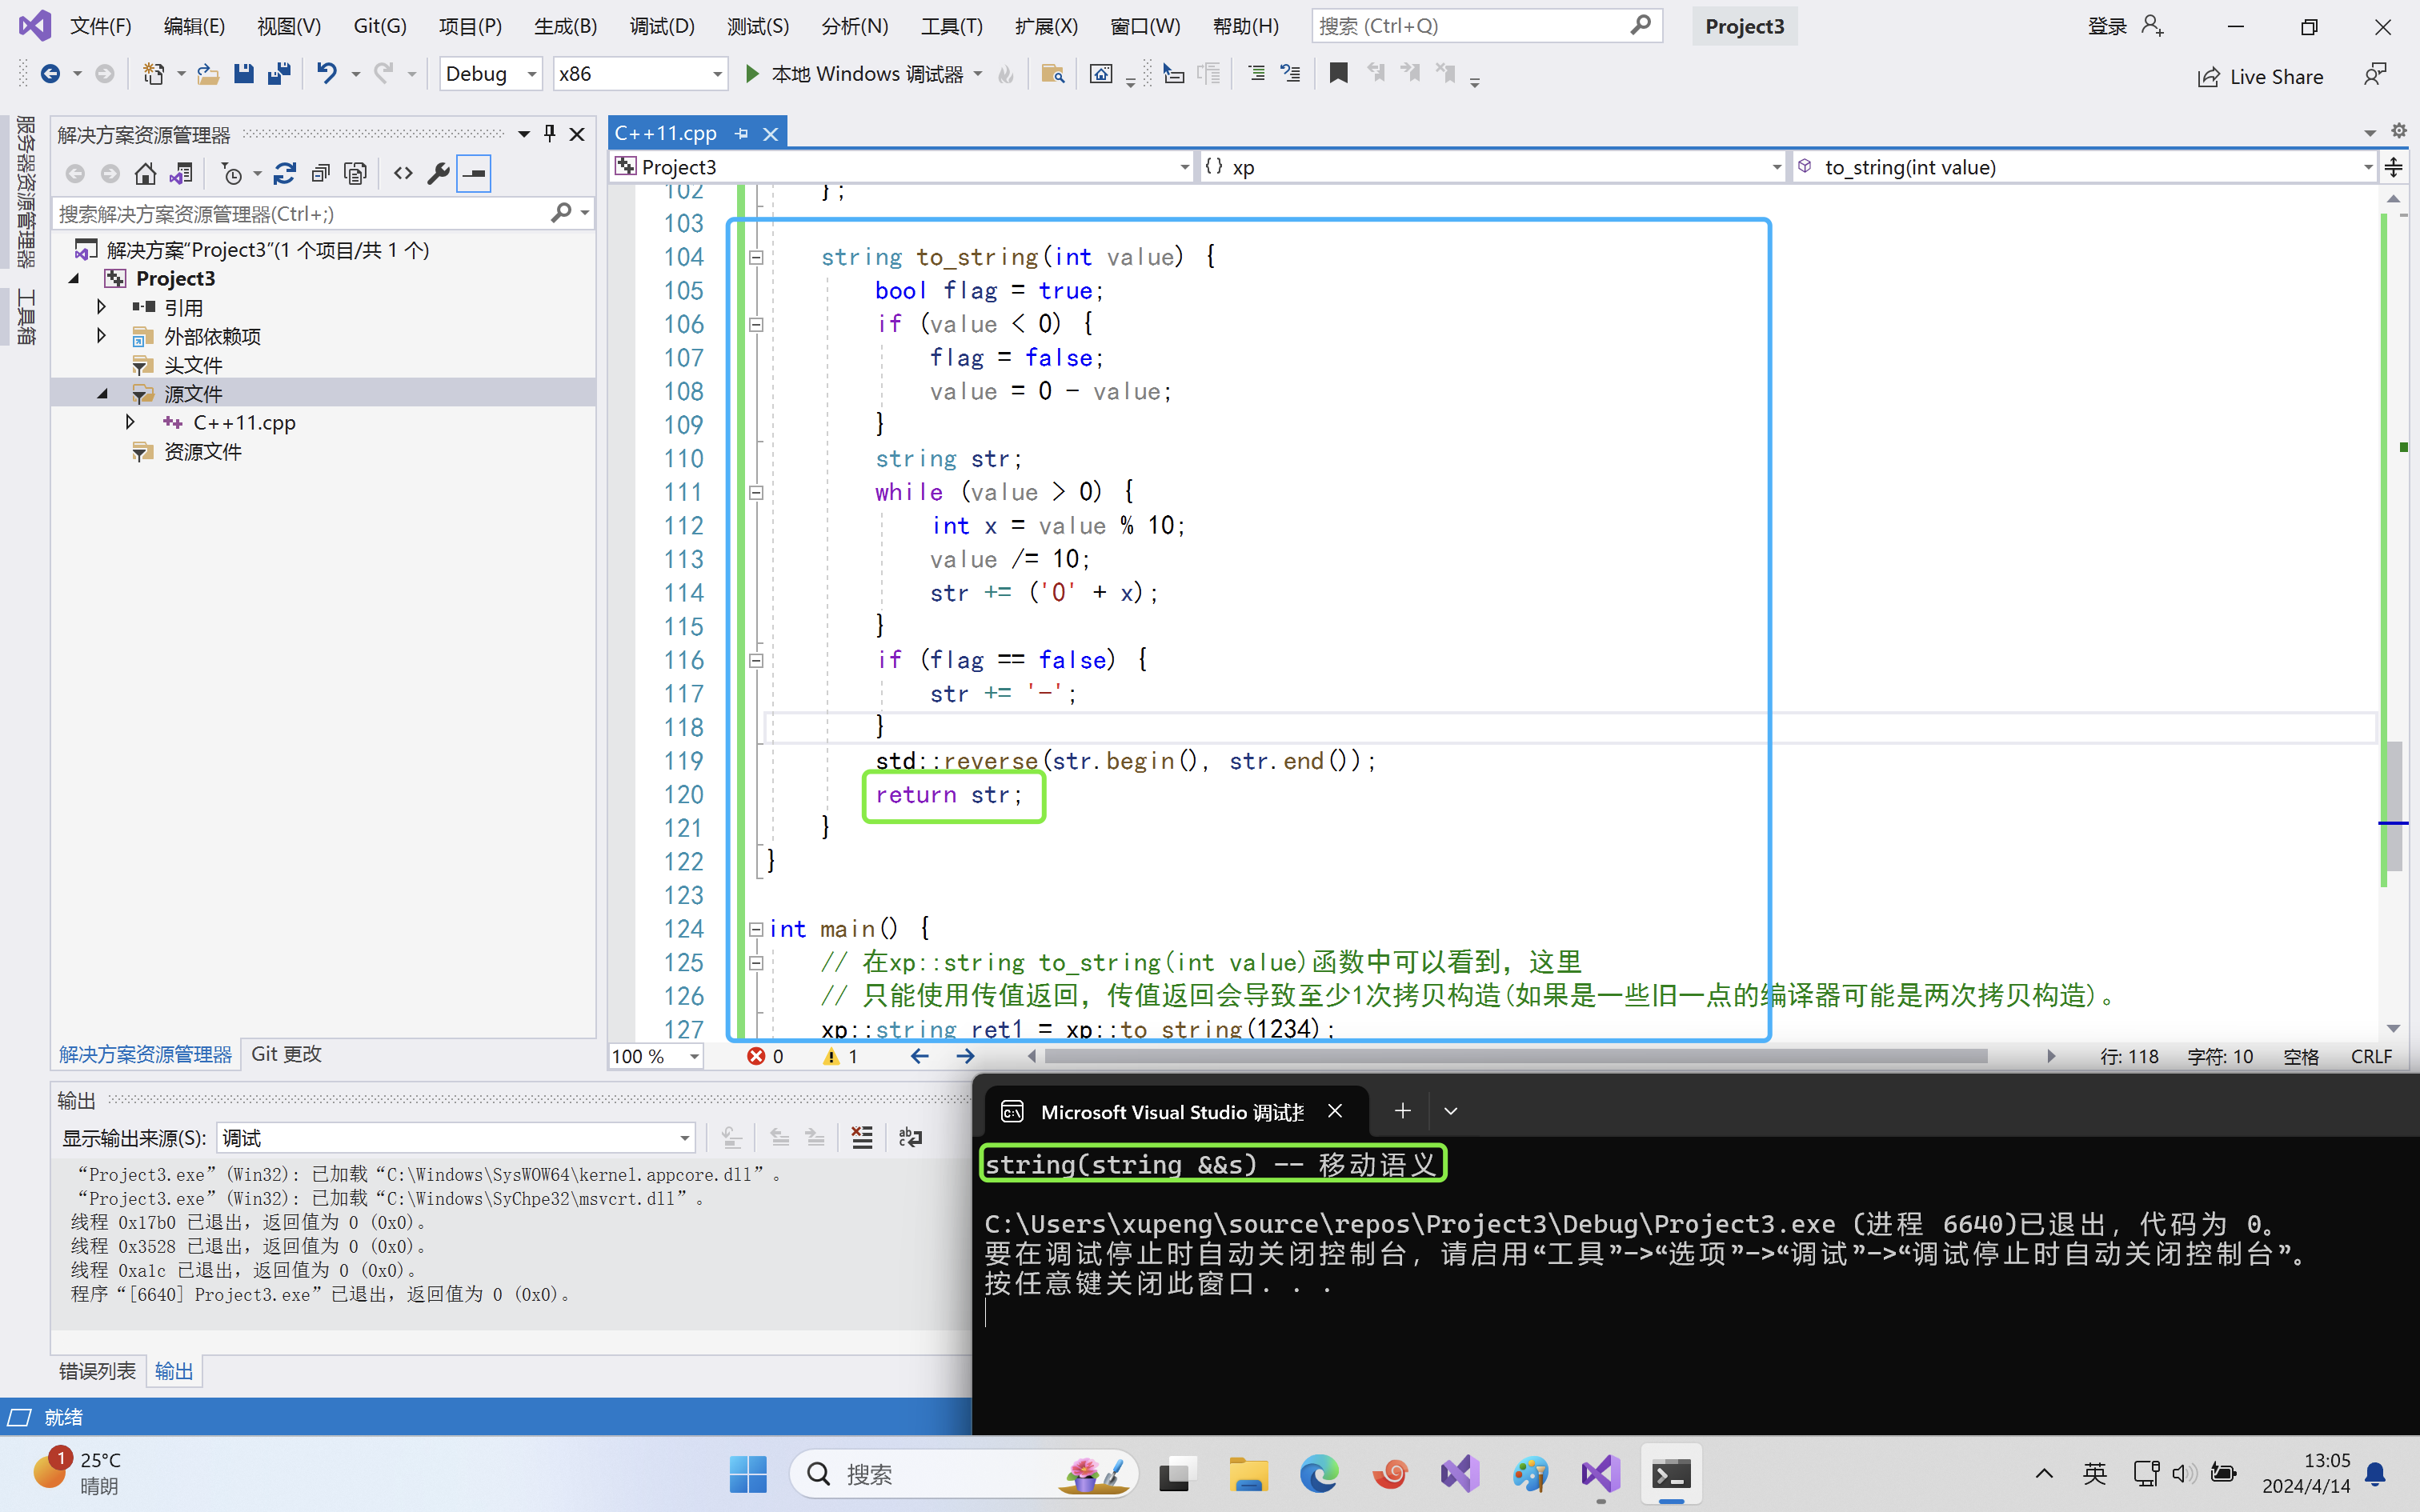 文件(F) 编辑(E) 视图(V) Git(G) 项目(P) 生成(B) 调试(D) 测试(S) 分析(N) 工具(T) 扩展(X) 窗口(W) 帮助(H) 搜索 (Ctrl+Q) Project3 登录
Debug x86 本地 Windows 调试器 Live Share
服务器资源管理器
工具箱
解决方案资源管理器
搜索解决方案资源管理器(Ctrl+;)
解决方案“Project3”(1 个项目/共 1 个)
Project3
引用
外部依赖项
头文件
源文件
C++11.cpp
资源文件
解决方案资源管理器 Git 更改
C++11.cpp
Project3 {} xp to_string(int value)
102 };
103
104 string to_string(int value) {
105 bool flag = true;
106 if (value < 0) {
107 flag = false;
108 value = 0 - value;
109 }
110 string str;
111 while (value > 0) {
112 int x = value % 10;
113 value /= 10;
114 str += ('0' + x);
115 }
116 if (flag == false) {
117 str += '-';
118 }
119 std::reverse(str.begin(), str.end());
120 return str;
121 }
122 }
123
124 int main() {
125 // 在xp::string to_string(int value)函数中可以看到，这里
126 // 只能使用传值返回，传值返回会导致至少1次拷贝构造(如果是一些旧一点的编译器可能是两次拷贝构造)。
127 xp::string ret1 = xp::to_string(1234);
100 % 0 1 行: 118 字符: 10 空格 CRLF
输出
显示输出来源(S): 调试
“Project3.exe”(Win32): 已加载“C:\Windows\SysWOW64\kernel.appcore.dll”。
“Project3.exe”(Win32): 已加载“C:\Windows\SyChpe32\msvcrt.dll”。
线程 0x17b0 已退出，返回值为 0 (0x0)。
线程 0x3528 已退出，返回值为 0 (0x0)。
线程 0xa1c 已退出，返回值为 0 (0x0)。
程序“[6640] Project3.exe”已退出，返回值为 0 (0x0)。
错误列表 输出
就绪
Microsoft Visual Studio 调试
string(string &&s) -- 移动语义
C:\Users\xupeng\source\repos\Project3\Debug\Project3.exe (进程 6640)已退出，代码为 0。
要在调试停止时自动关闭控制台，请启用“工具”->“选项”->“调试”->“调试停止时自动关闭控制台”。
按任意键关闭此窗口. . .
1 25°C
晴朗
搜索
英
13:05
2024/4/14